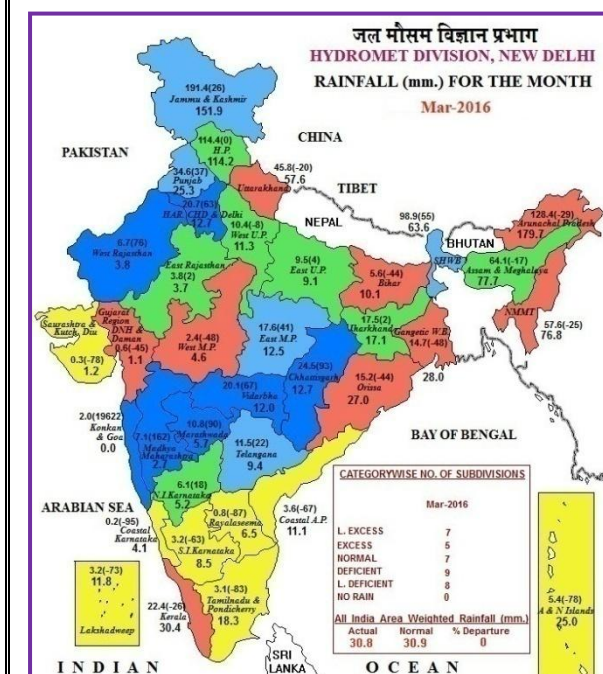 जल मौसम विज्ञान प्रभाग
HYDROMET DIVISION, NEW DELHI
RAINFALL (mm.) FOR THE MONTH
Mar-2016
191.4(26)
Jammu & Kashmir
151.9
CHINA
PAKISTAN
114.4(0)
H.P.
114.2
34.6(37)
Punjab
25.3
45.8(-20)
Uttarakhand
57.6
TIBET
20.7(63)
HAR. CHD & Delhi
12.7
NEPAL
98.9(55)
63.6
SHWB
BHUTAN
128.4(-29)
Arunachal Pradesh
179.7
6.7(76)
West Rajasthan
3.8
10.4(-8)
West U.P.
11.3
East Rajasthan
3.8(2)
3.7
9.5(4)
East U.P.
9.1
5.6(-44)
Bihar
10.1
64.1(-17)
Assam & Meghalaya
77.7
NMMT
57.6(-25)
76.8
Saurashtra &
Kutch, Diu
0.3(-78)
1.2
Gujarat
Region
DNH &
Daman
0.6(-45)
1.1
2.4(-48)
West M.P.
4.6
17.6(41)
East M.P.
12.5
17.5(2)
Jharkhand
17.1
Gangetic W.B.
14.7(-48)
28.0
24.5(93)
Chhattisgarh
12.7
15.2(-44)
Orissa
27.0
20.1(67)
Vidarbha
12.0
2.0(19622)
Konkan
& Goa
0.0
7.1(162)
Madhya
Maharashtra
2.7
10.8(90)
Marathwada
5.7
11.5(22)
Telangana
9.4
BAY OF BENGAL
6.1(18)
N.I.Karnataka
5.2
ARABIAN SEA
0.2(-95)
Coastal
Karnataka
4.1
0.8(-87)
Rayalaseema
6.5
3.6(-67)
Coastal A.P.
11.1
3.2(-63)
S.I.Karnataka
8.5
3.1(-83)
Tamilnadu &
Pondicherry
18.3
22.4(-26)
Kerala
30.4
3.2(-73)
11.8
Lakshadweep
CATEGORYWISE NO. OF SUBDIVISIONS
Mar-2016
L. EXCESS 7
EXCESS 5
NORMAL 7
DEFICIENT 9
L. DEFICIENT 8
NO RAIN 0
All India Area Weighted Rainfall (mm.)
Actual Normal % Departure
30.8 30.9 0
5.4(-78)
A & N Islands
25.0
SRI
LANKA
INDIAN OCEAN